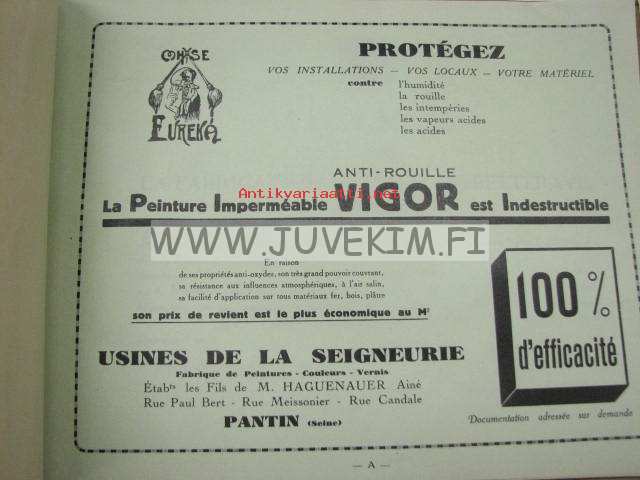 COHSE
EUREKA
PROTÉGEZ
VOS INSTALLATIONS — VOS LOCAUX — VOTRE MATÉRIEL
contre
l'humidité
la rouille
les intempéries
les vapeurs acides
les acides
ANTI-ROUILLE
La Peinture Imperméable VIGOR est Indestructible
Antikvariaatti.net
WWW.JUVEKIM.FI
En raison
de ses propriétés anti-oxydes, son très grand pouvoir couvrant,
sa résistance aux influences atmosphériques, à l'air salin,
sa facilité d'application sur tous matériaux fer, bois, plâtre
son prix de revient est le plus économique au M²
100 %
d'efficacité
USINES DE LA SEIGNEURIE
Fabrique de Peintures - Couleurs - Vernis
Étabts les Fils de M. HAGUENAUER Ainé
Rue Paul Bert - Rue Meissonier - Rue Candale
PANTIN (Seine)
Documentation adressée sur demande
— A —